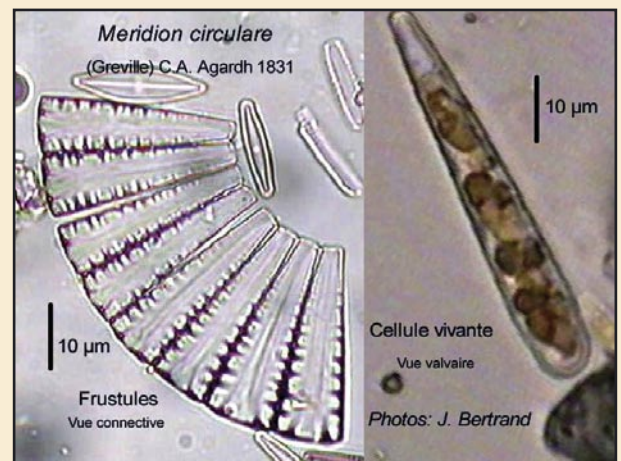 Meridion circulare
(Greville) C.A. Agardh 1831
10 µm
Frustules
Vue connective
10 µm
Cellule vivante
Vue valvaire
Photos: J. Bertrand